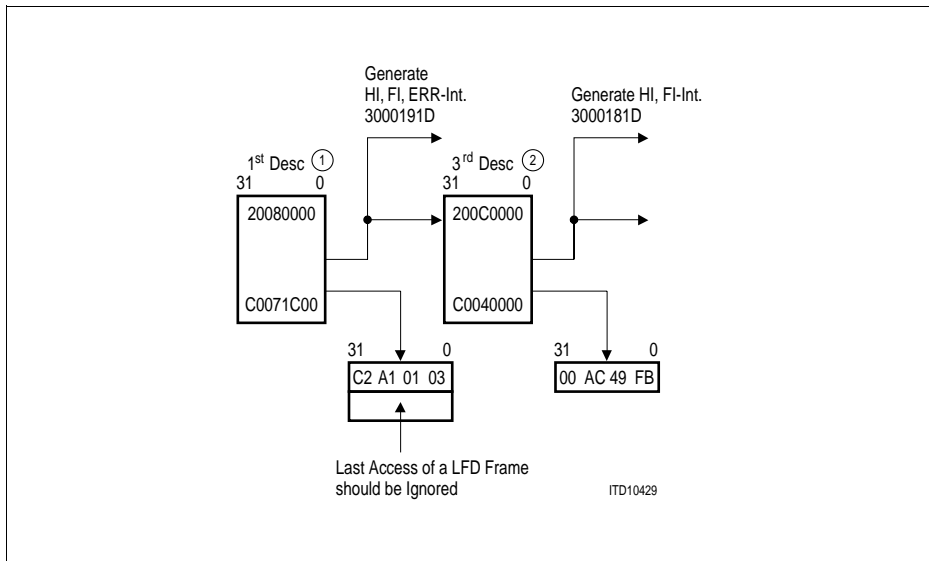 Generate
HI, FI, ERR-Int.
3000191D
Generate HI, FI-Int.
3000181D
1st Desc 1
31 0
20080000
C0071C00
3rd Desc 2
31 0
200C0000
C0040000
31 0
C2 A1 01 03
31 0
00 AC 49 FB
Last Access of a LFD Frame
should be Ignored
ITD10429